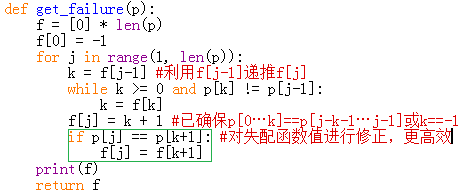 def get_failure(p):
    f = [0] * len(p)
    f[0] = -1
    for j in range(1, len(p)):
        k = f[j-1] #利用f[j-1]递推f[j]
        while k >= 0 and p[k] != p[j-1]:
            k = f[k]
        f[j] = k + 1 #已确保p[0…k]==p[j-k-1…j-1]或k==-1
        if p[j] == p[k+1]: #对失配函数值进行修正，更高效
            f[j] = f[k+1]
    print(f)
    return f